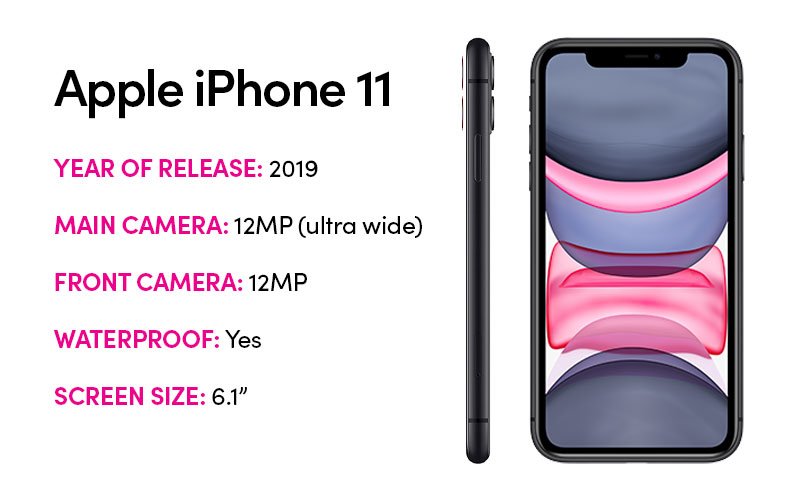 Apple iPhone 11
YEAR OF RELEASE: 2019
MAIN CAMERA: 12MP (ultra wide)
FRONT CAMERA: 12MP
WATERPROOF: Yes
SCREEN SIZE: 6.1”